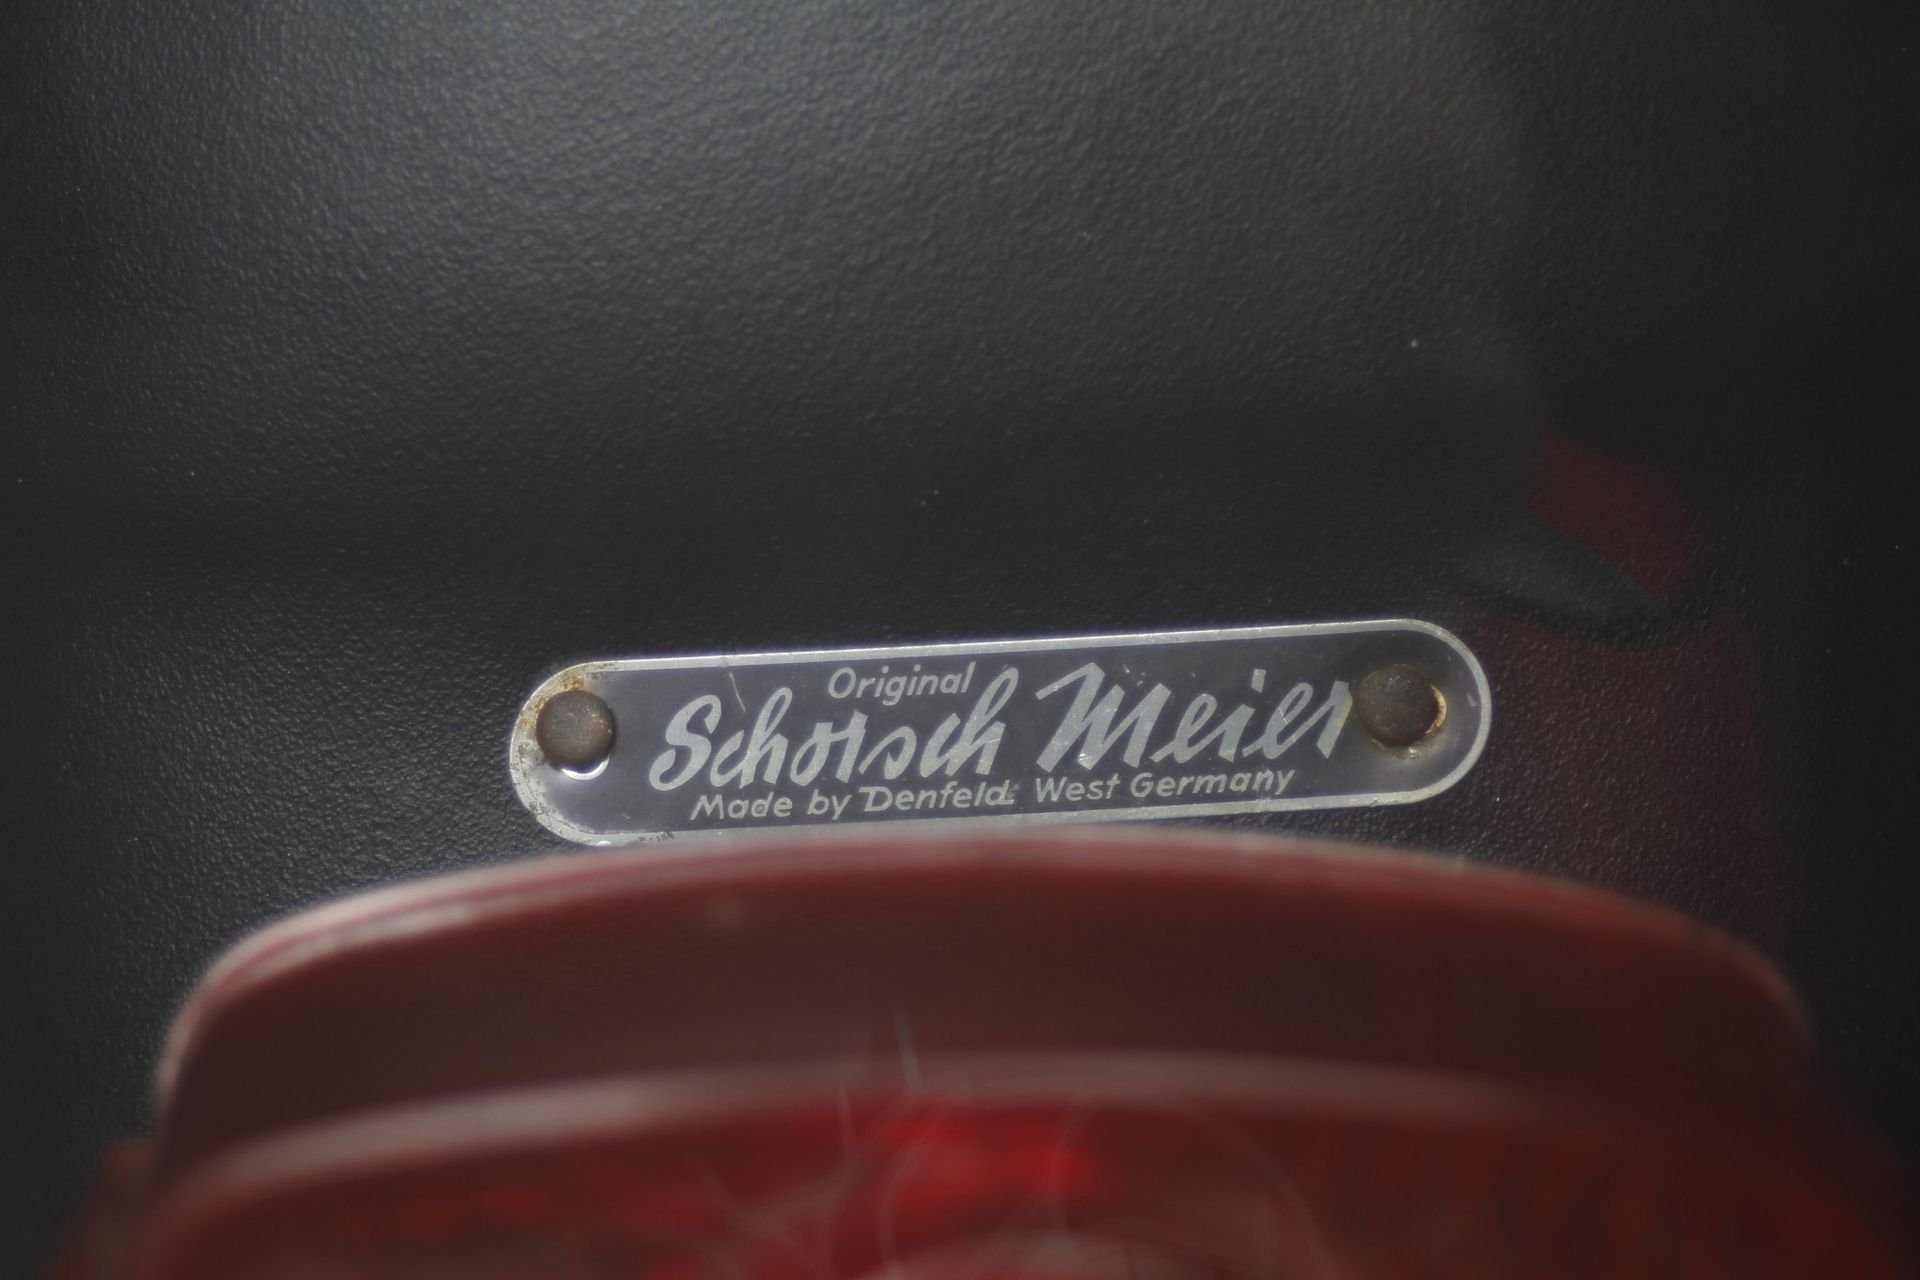 Original
Schorsch Meier
Made by Denfeld West Germany